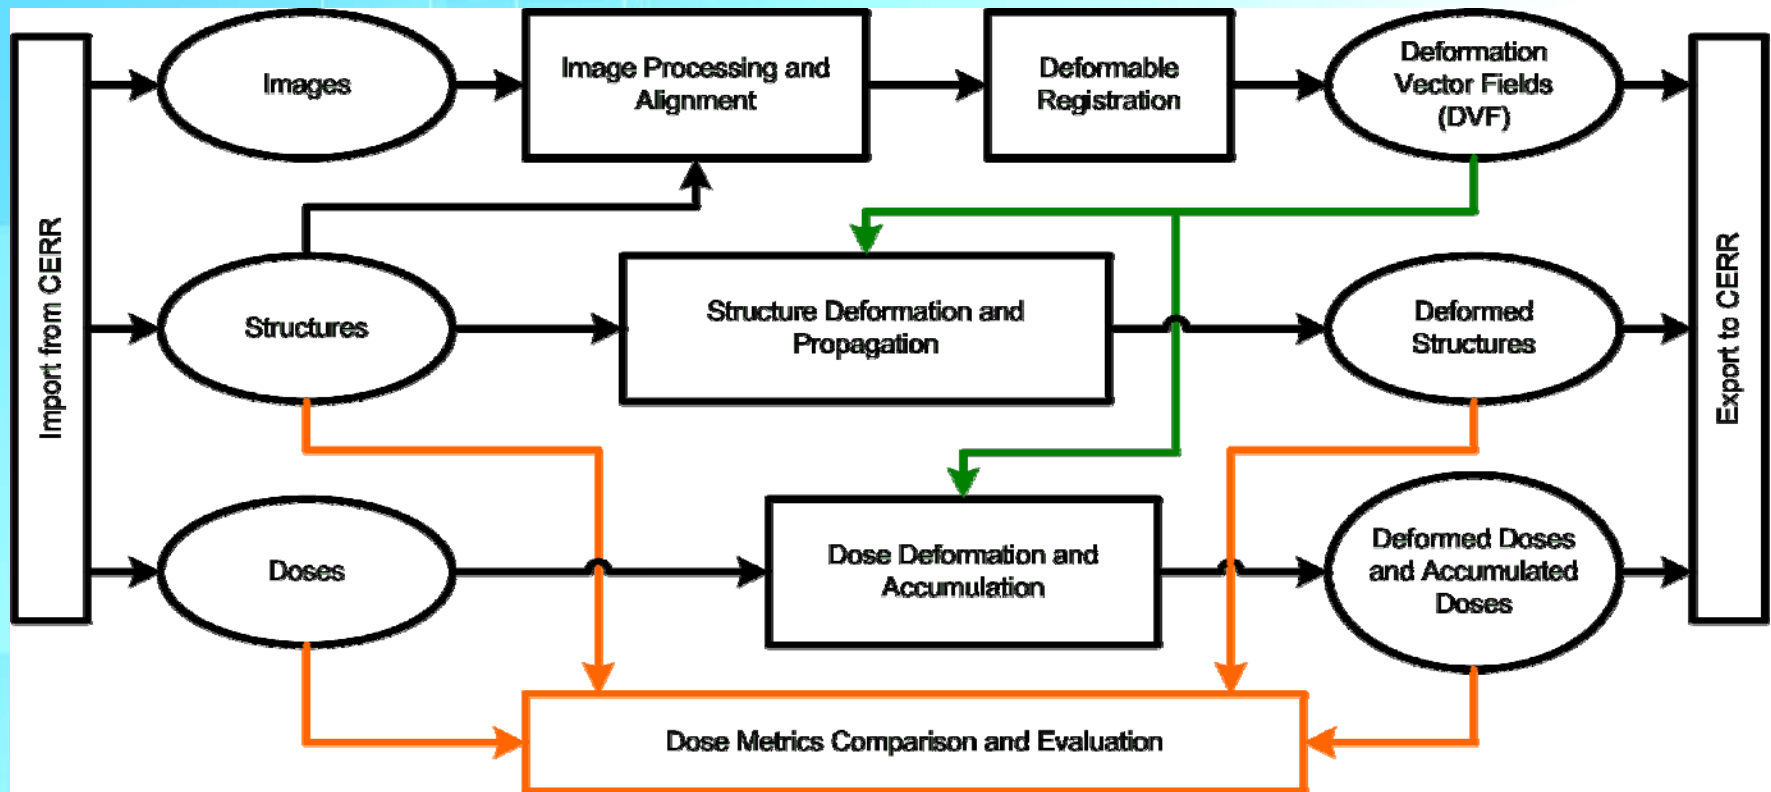 Import from CERR
Images
Image Processing and
Alignment
Deformable
Registration
Deformation
Vector Fields
(DVF)
Structures
Structure Deformation and
Propagation
Deformed
Structures
Doses
Dose Deformation and
Accumulation
Deformed Doses
and Accumulated
Doses
Dose Metrics Comparison and Evaluation
Export to CERR